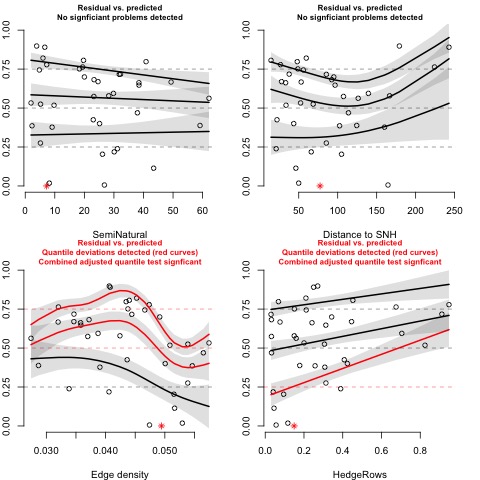 Residual vs. predicted
No signficiant problems detected
1.00
0.75
0.50
0.25
0.00
0 10 20 30 40 50 60
SemiNatural
Residual vs. predicted
No signficiant problems detected
1.00
0.75
0.50
0.25
0.00
50 100 150 200 250
Distance to SNH
Residual vs. predicted
Quantile deviations detected (red curves)
Combined adjusted quantile test signficant
1.00
0.75
0.50
0.25
0.00
0.030 0.040 0.050
Edge density
Residual vs. predicted
Quantile deviations detected (red curves)
Combined adjusted quantile test signficant
1.00
0.75
0.50
0.25
0.00
0.0 0.2 0.4 0.6 0.8
HedgeRows